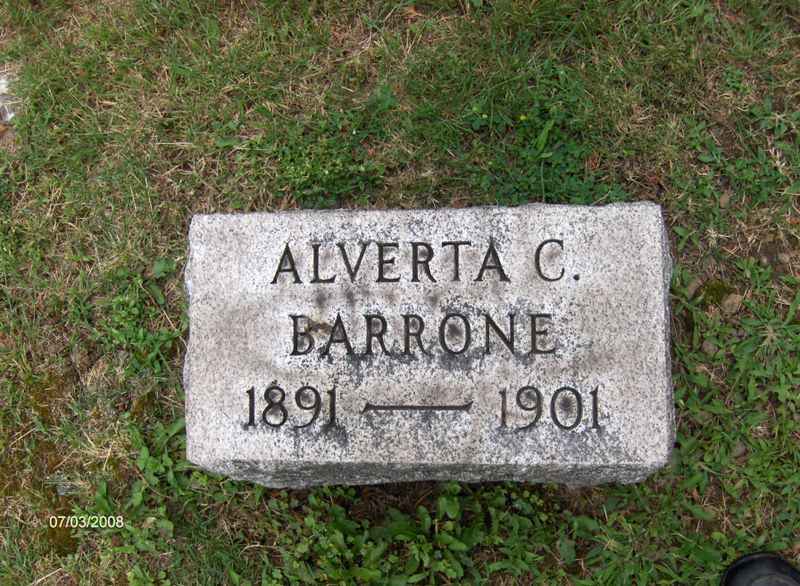 ALVERTA C.
BARRONE
1891 — 1901
07/03/2008